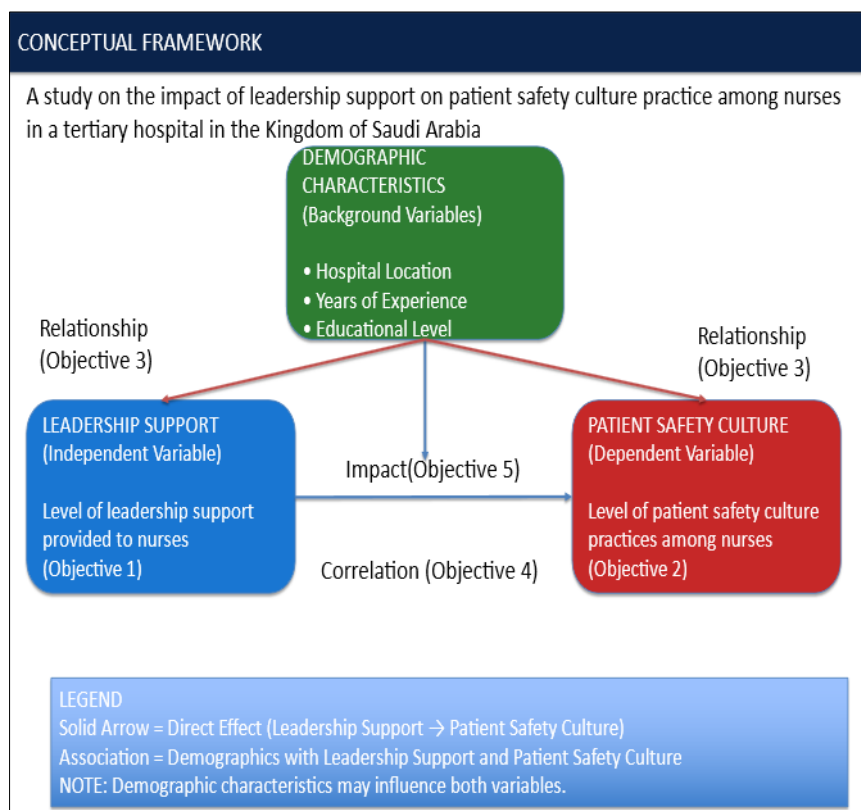 CONCEPTUAL FRAMEWORK
A study on the impact of leadership support on patient safety culture practice among nurses
in a tertiary hospital in the Kingdom of Saudi Arabia
DEMOGRAPHIC
CHARACTERISTICS
(Background Variables)
• Hospital Location
• Years of Experience
• Educational Level
Relationship
(Objective 3)
Relationship
(Objective 3)
LEADERSHIP SUPPORT
(Independent Variable)
Level of leadership support
provided to nurses
(Objective 1)
Impact(Objective 5)
Correlation (Objective 4)
PATIENT SAFETY CULTURE
(Dependent Variable)
Level of patient safety culture
practices among nurses
(Objective 2)
LEGEND
Solid Arrow = Direct Effect (Leadership Support → Patient Safety Culture)
Association = Demographics with Leadership Support and Patient Safety Culture
NOTE: Demographic characteristics may influence both variables.